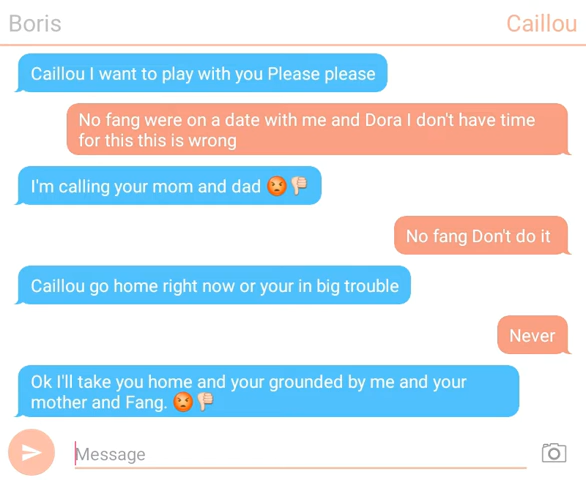 Boris
Caillou
Caillou I want to play with you Please please
No fang were on a date with me and Dora I don't have time
for this this is wrong
I'm calling your mom and dad 😡👎🏻
No fang Don't do it
Caillou go home right now or your in big trouble
Never
Ok I'll take you home and your grounded by me and your
mother and Fang. 😡👎🏻
Message